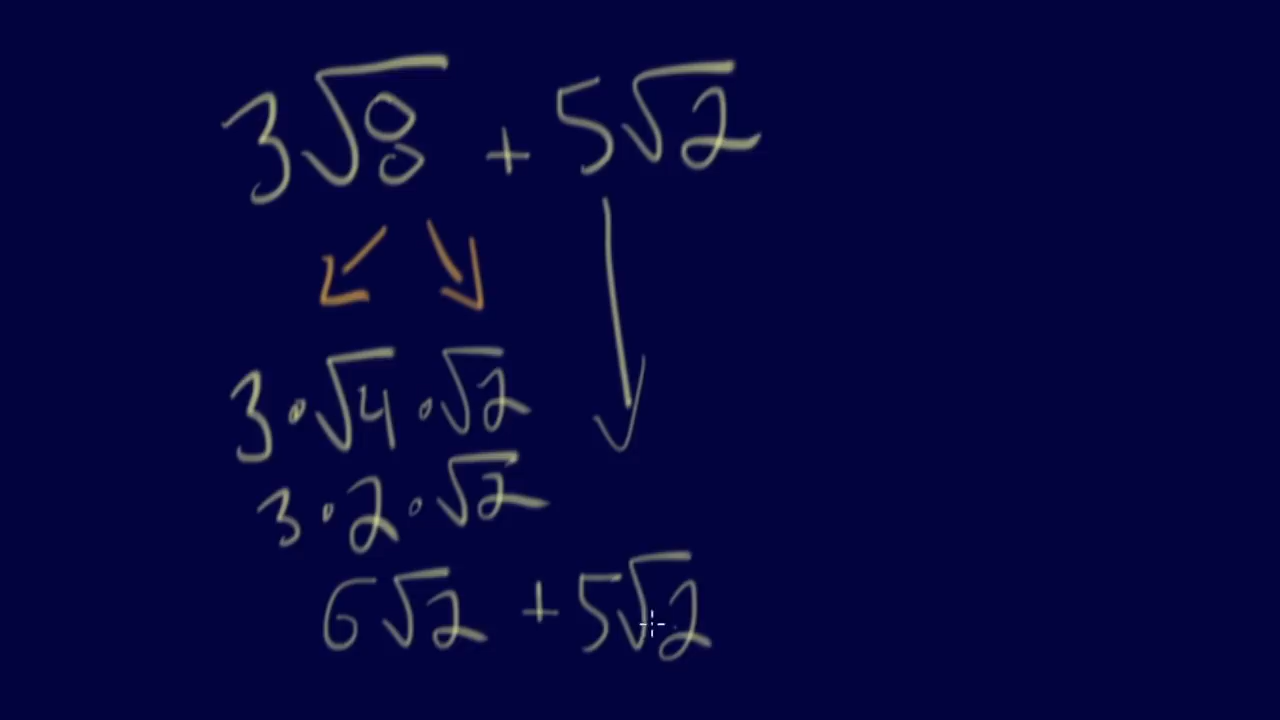 3√8 + 5√2
3·√4·√2
3·2·√2
6√2 + 5√2